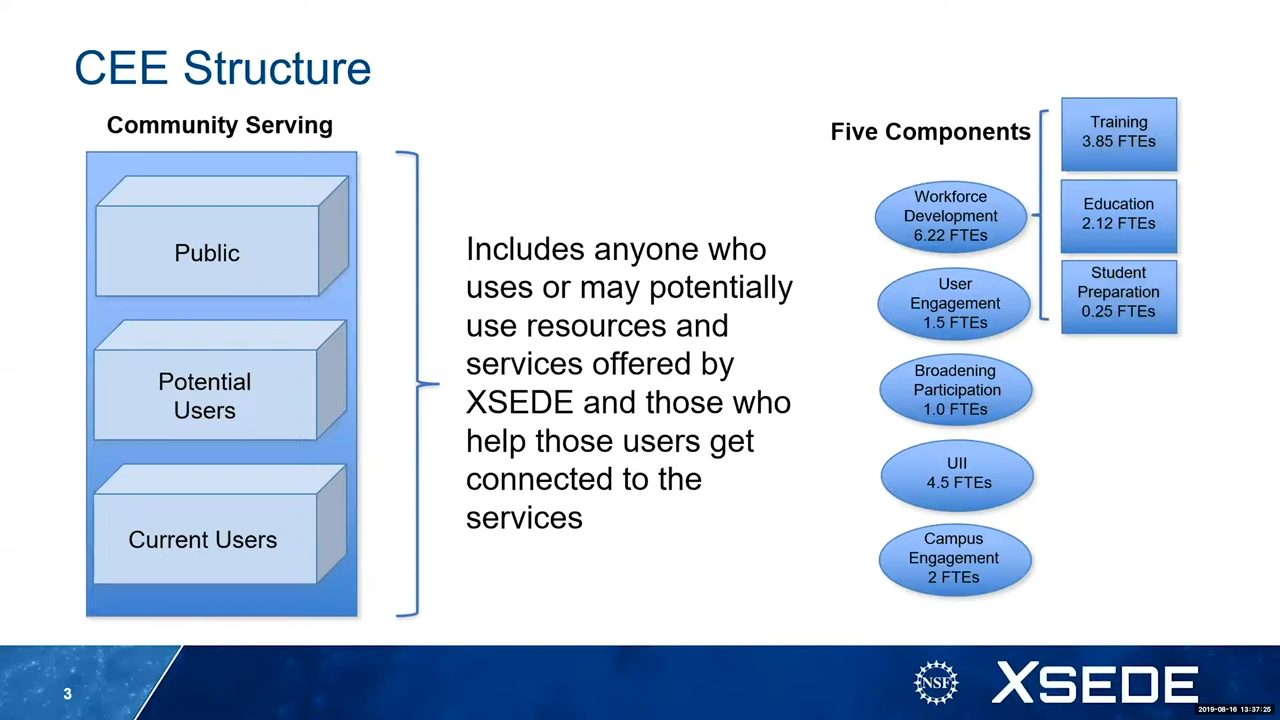 CEE Structure
Community Serving
Public
Potential
Users
Current Users
Includes anyone who
uses or may potentially
use resources and
services offered by
XSEDE and those who
help those users get
connected to the
services
Five Components
Workforce
Development
6.22 FTEs
User
Engagement
1.5 FTEs
Broadening
Participation
1.0 FTEs
UII
4.5 FTEs
Campus
Engagement
2 FTEs
Training
3.85 FTEs
Education
2.12 FTEs
Student
Preparation
0.25 FTEs
3
NSF
XSEDE
2019-08-16 13:37:25